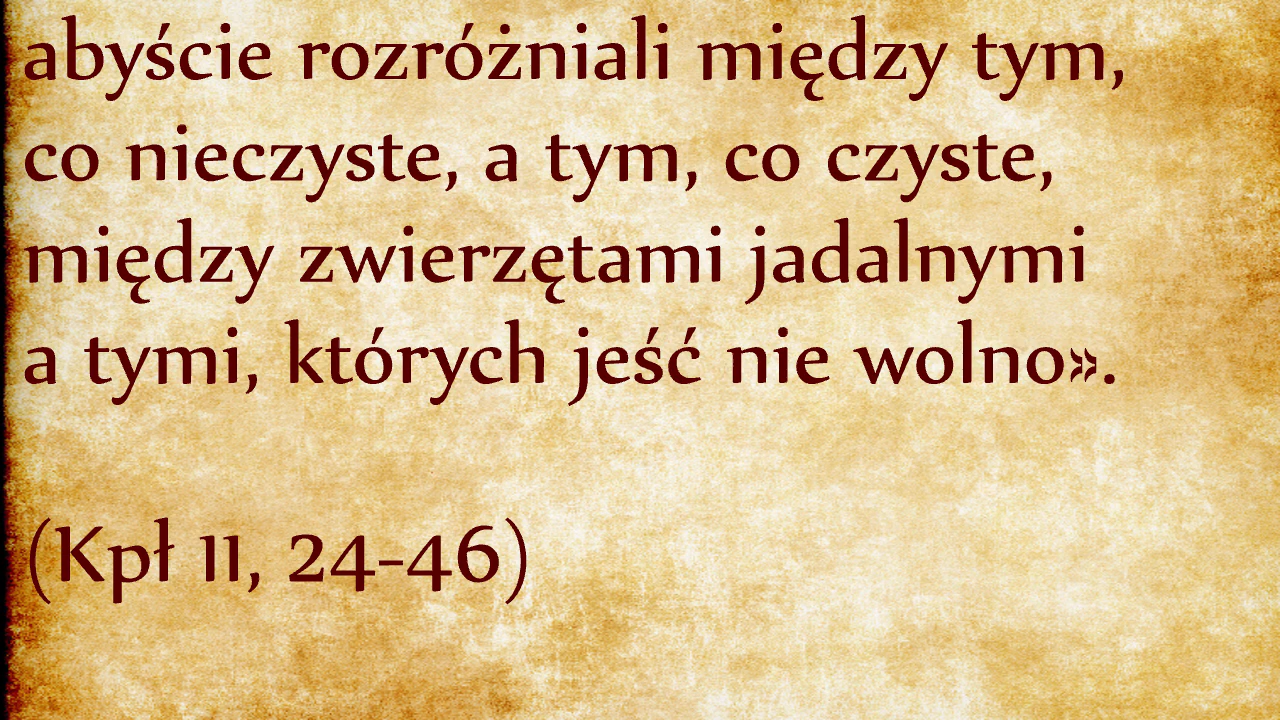 abyście rozróżniali między tym,
co nieczyste, a tym, co czyste,
między zwierzętami jadalnymi
a tymi, których jeść nie wolno».
(Kpł 11, 24-46)